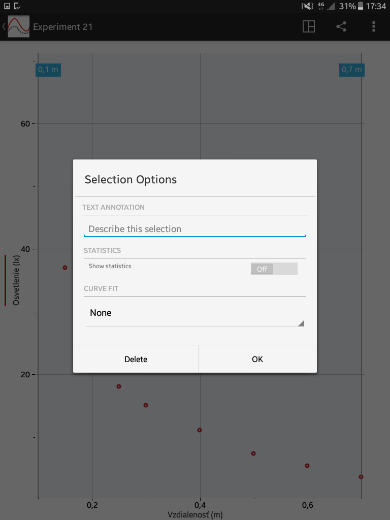 31% 17:34
Experiment 21
0,1 m
0,7 m
60
Selection Options
TEXT ANNOTATION
Describe this selection
STATISTICS
Show statistics
Off
CURVE FIT
None
Delete
OK
40
Osvetlenie (lx)
20
0,2
0,4
0,6
Vzdialenosť (m)